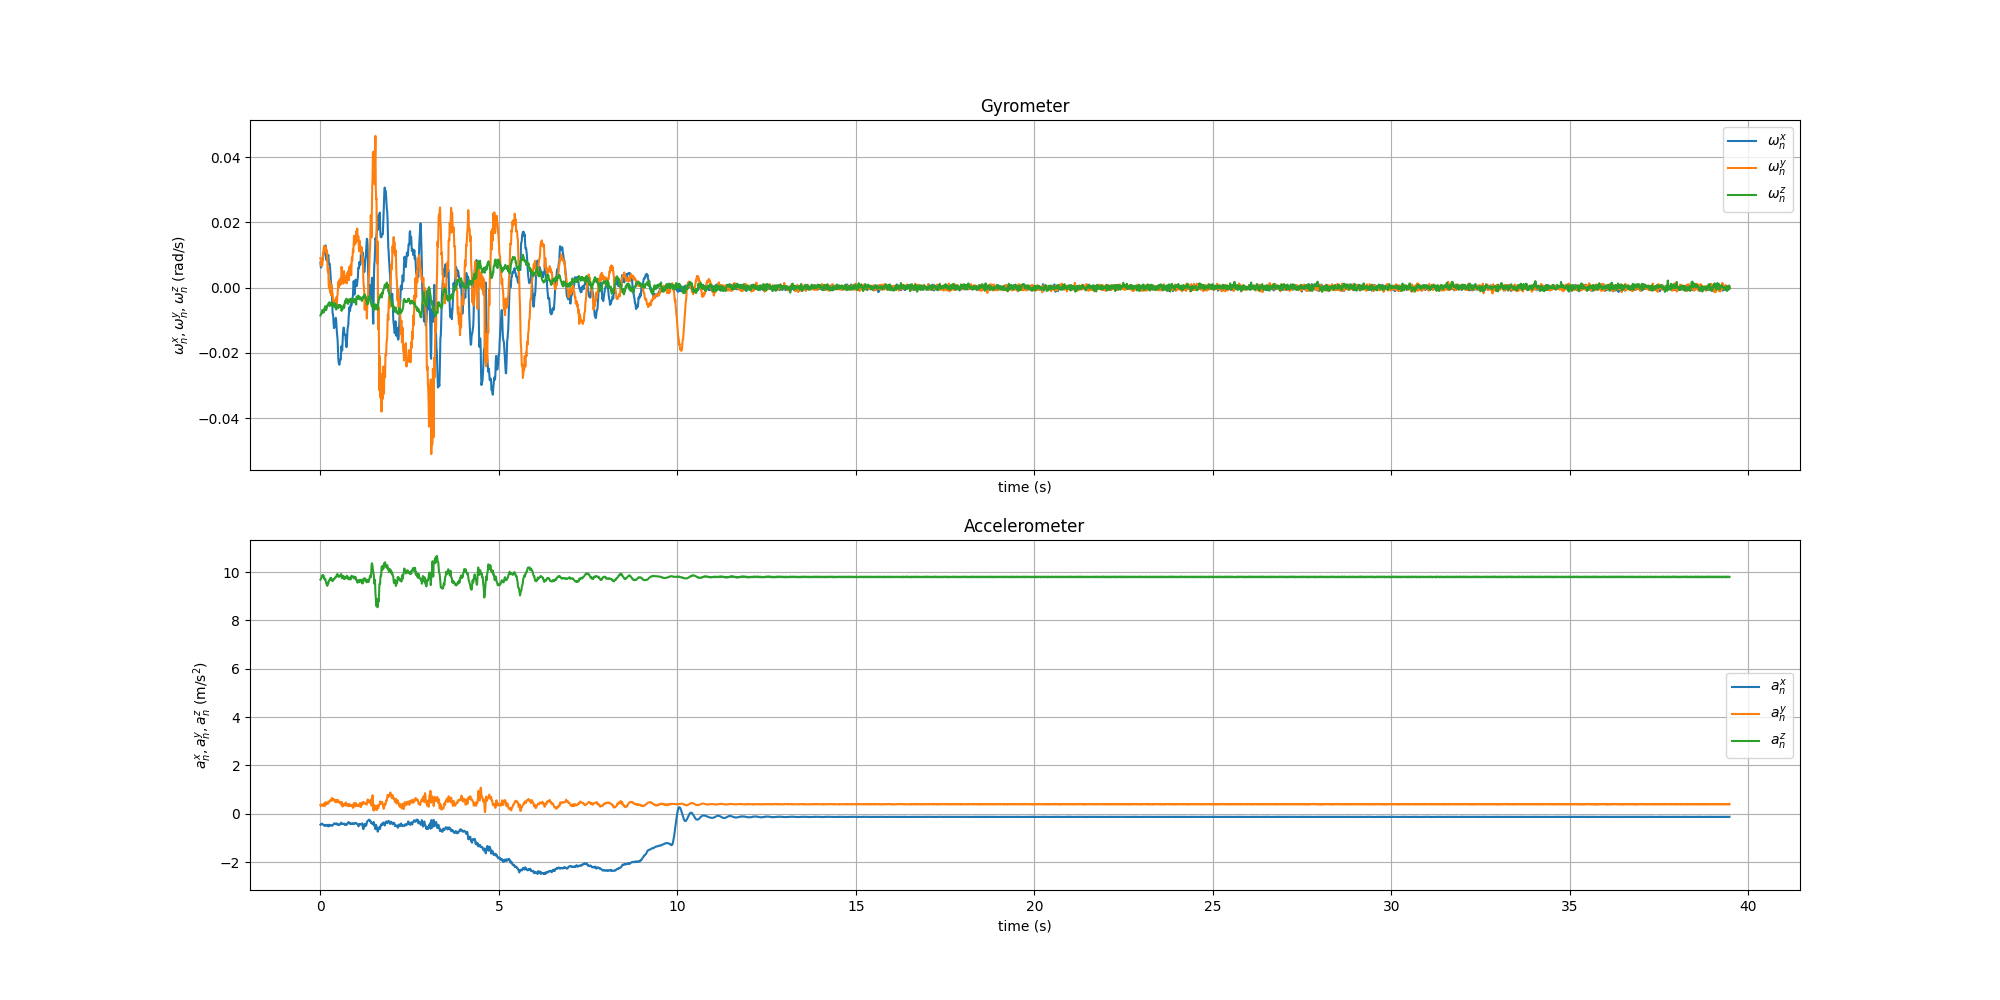 Gyrometer
0.04
0.02
0.00
−0.02
−0.04
ωₙˣ, ωₙʸ, ωₙᶻ (rad/s)
ωₙˣ
ωₙʸ
ωₙᶻ
time (s)
Accelerometer
10
8
6
4
2
0
−2
aₙˣ, aₙʸ, aₙᶻ (m/s²)
aₙˣ
aₙʸ
aₙᶻ
0 5 10 15 20 25 30 35 40
time (s)